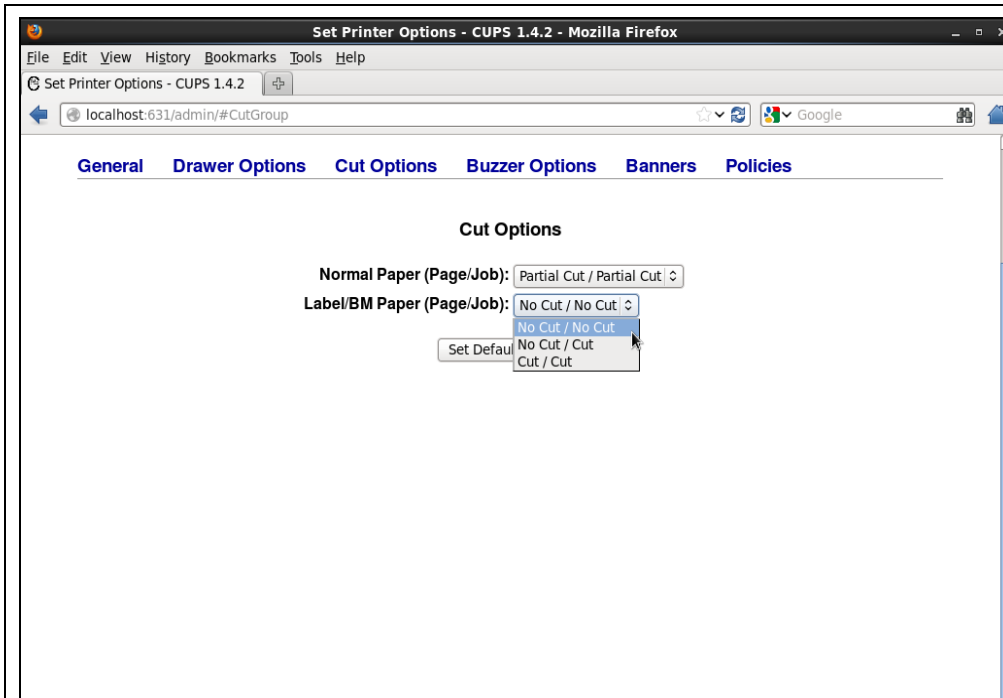 Set Printer Options - CUPS 1.4.2 - Mozilla Firefox
File Edit View History Bookmarks Tools Help
Set Printer Options - CUPS 1.4.2
localhost:631/admin/#CutGroup Google
General Drawer Options Cut Options Buzzer Options Banners Policies
Cut Options
Normal Paper (Page/Job): Partial Cut / Partial Cut
Label/BM Paper (Page/Job): No Cut / No Cut
No Cut / No Cut
No Cut / Cut
Set Defaul
Cut / Cut